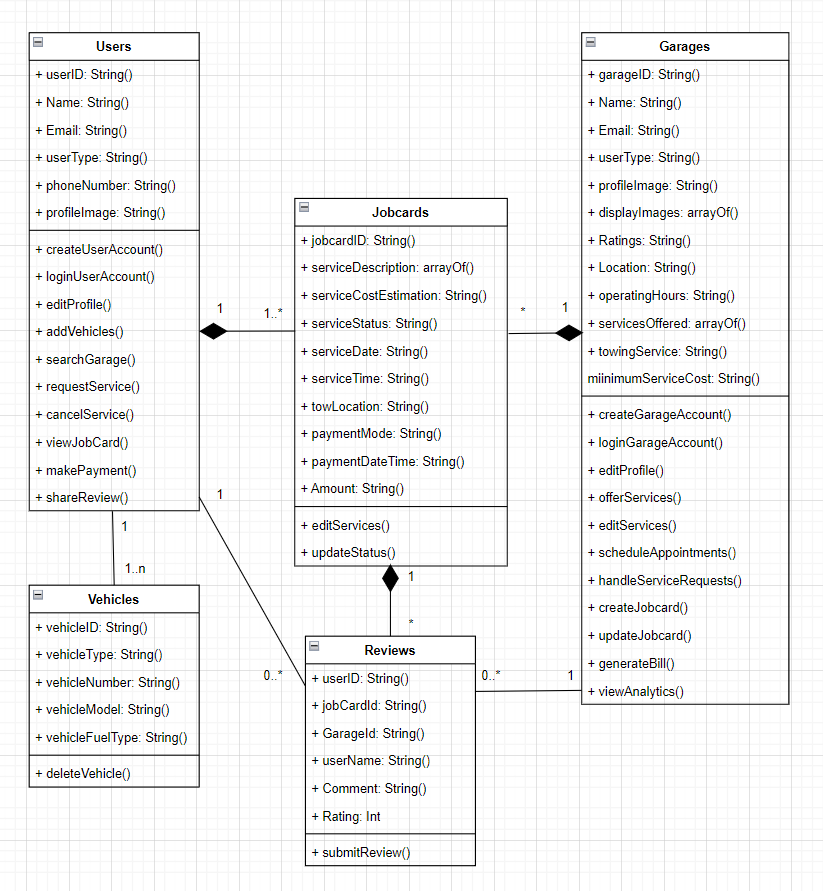 Users
+ userID: String()
+ Name: String()
+ Email: String()
+ userType: String()
+ phoneNumber: String()
+ profileImage: String()
+ createUserAccount()
+ loginUserAccount()
+ editProfile()
+ addVehicles()
+ searchGarage()
+ requestService()
+ cancelService()
+ viewJobCard()
+ makePayment()
+ shareReview()
1
1..*
Jobcards
+ jobcardID: String()
+ serviceDescription: arrayOf()
+ serviceCostEstimation: String()
+ serviceStatus: String()
+ serviceDate: String()
+ serviceTime: String()
+ towLocation: String()
+ paymentMode: String()
+ paymentDateTime: String()
+ Amount: String()
+ editServices()
+ updateStatus()
*
1
Garages
+ garageID: String()
+ Name: String()
+ Email: String()
+ userType: String()
+ profileImage: String()
+ displayImages: arrayOf()
+ Ratings: String()
+ Location: String()
+ operatingHours: String()
+ servicesOffered: arrayOf()
+ towingService: String()
miinimumServiceCost: String()
+ createGarageAccount()
+ loginGarageAccount()
+ editProfile()
+ offerServices()
+ editServices()
+ scheduleAppointments()
+ handleServiceRequests()
+ createJobcard()
+ updateJobcard()
+ generateBill()
+ viewAnalytics()
1
1
1..n
Vehicles
+ vehicleID: String()
+ vehicleType: String()
+ vehicleNumber: String()
+ vehicleModel: String()
+ vehicleFuelType: String()
+ deleteVehicle()
1
*
0..*
Reviews
+ userID: String()
+ jobCardId: String()
+ GarageId: String()
+ userName: String()
+ Comment: String()
+ Rating: Int
+ submitReview()
0..*
1